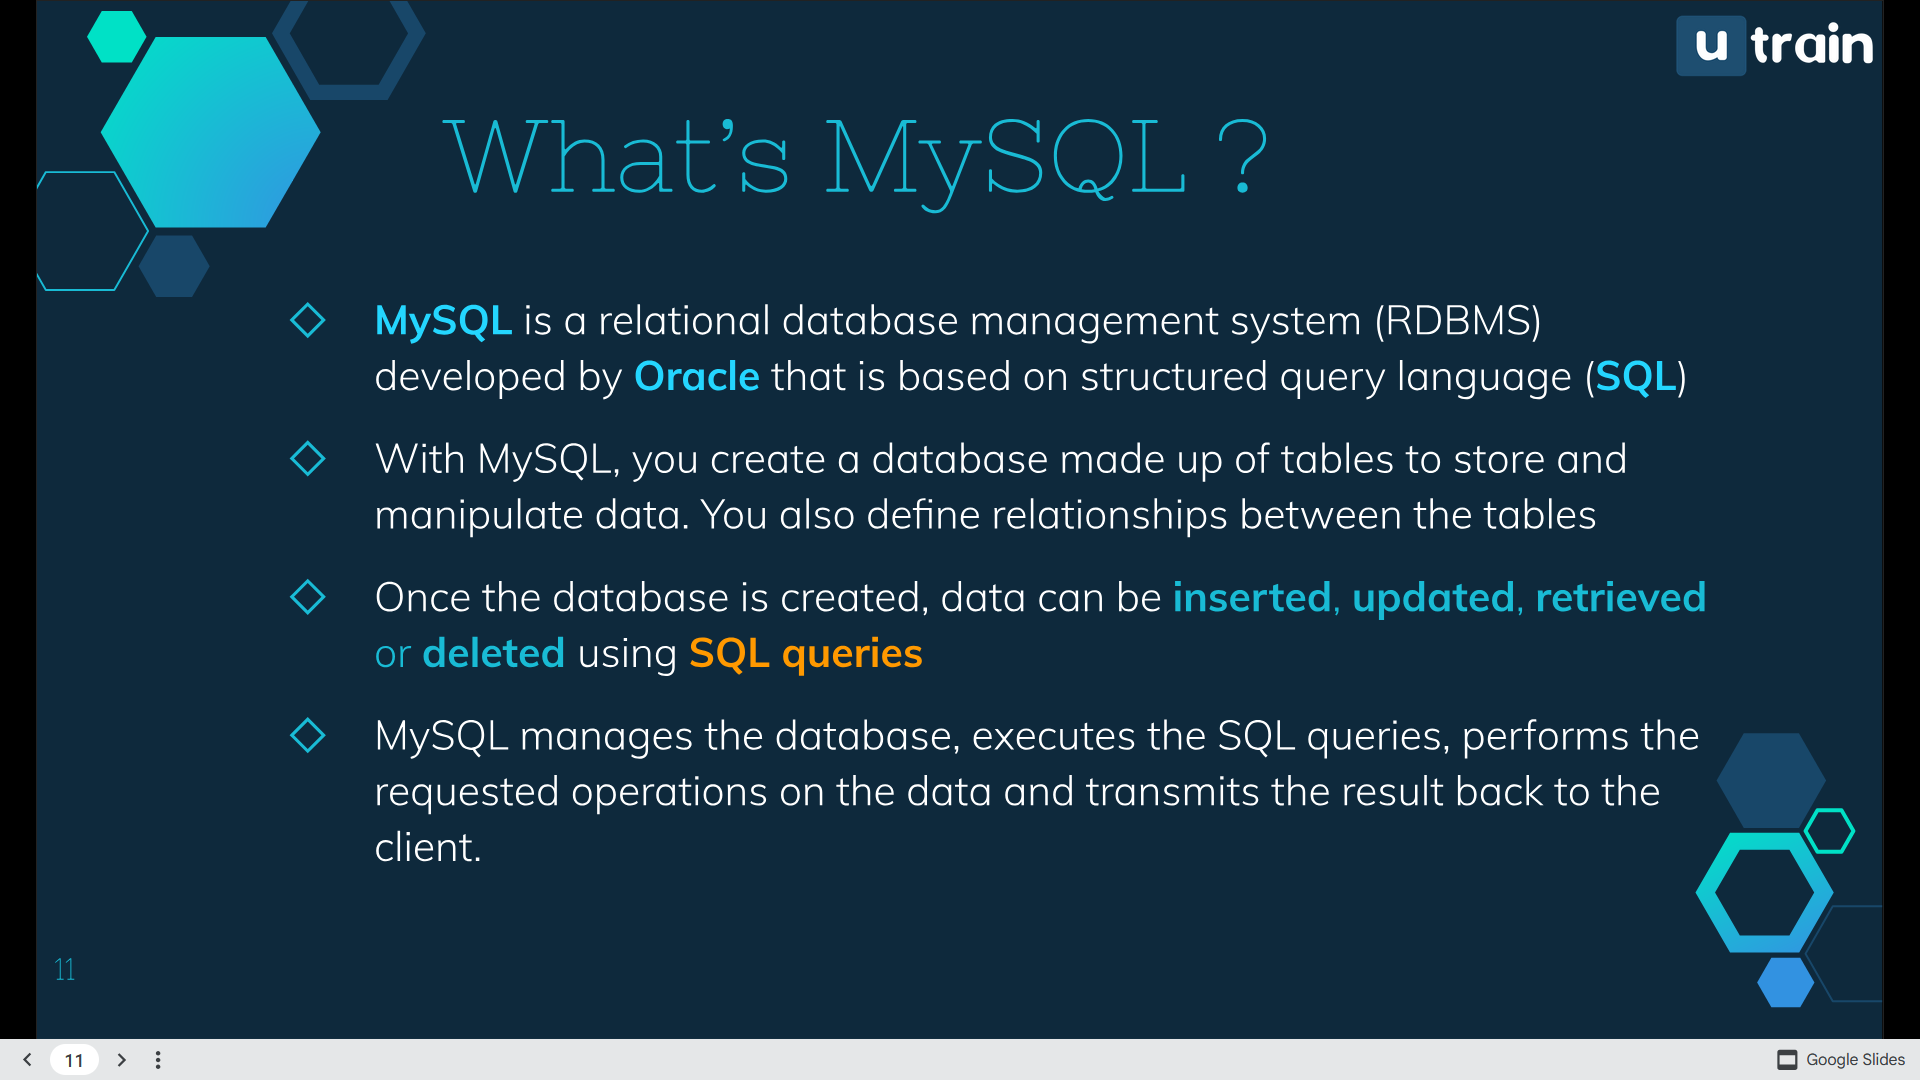 u train
What’s MySQL ?
MySQL is a relational database management system (RDBMS)
developed by Oracle that is based on structured query language (SQL)
With MySQL, you create a database made up of tables to store and
manipulate data. You also define relationships between the tables
Once the database is created, data can be inserted, updated, retrieved
or deleted using SQL queries
MySQL manages the database, executes the SQL queries, performs the
requested operations on the data and transmits the result back to the
client.
11
11
Google Slides